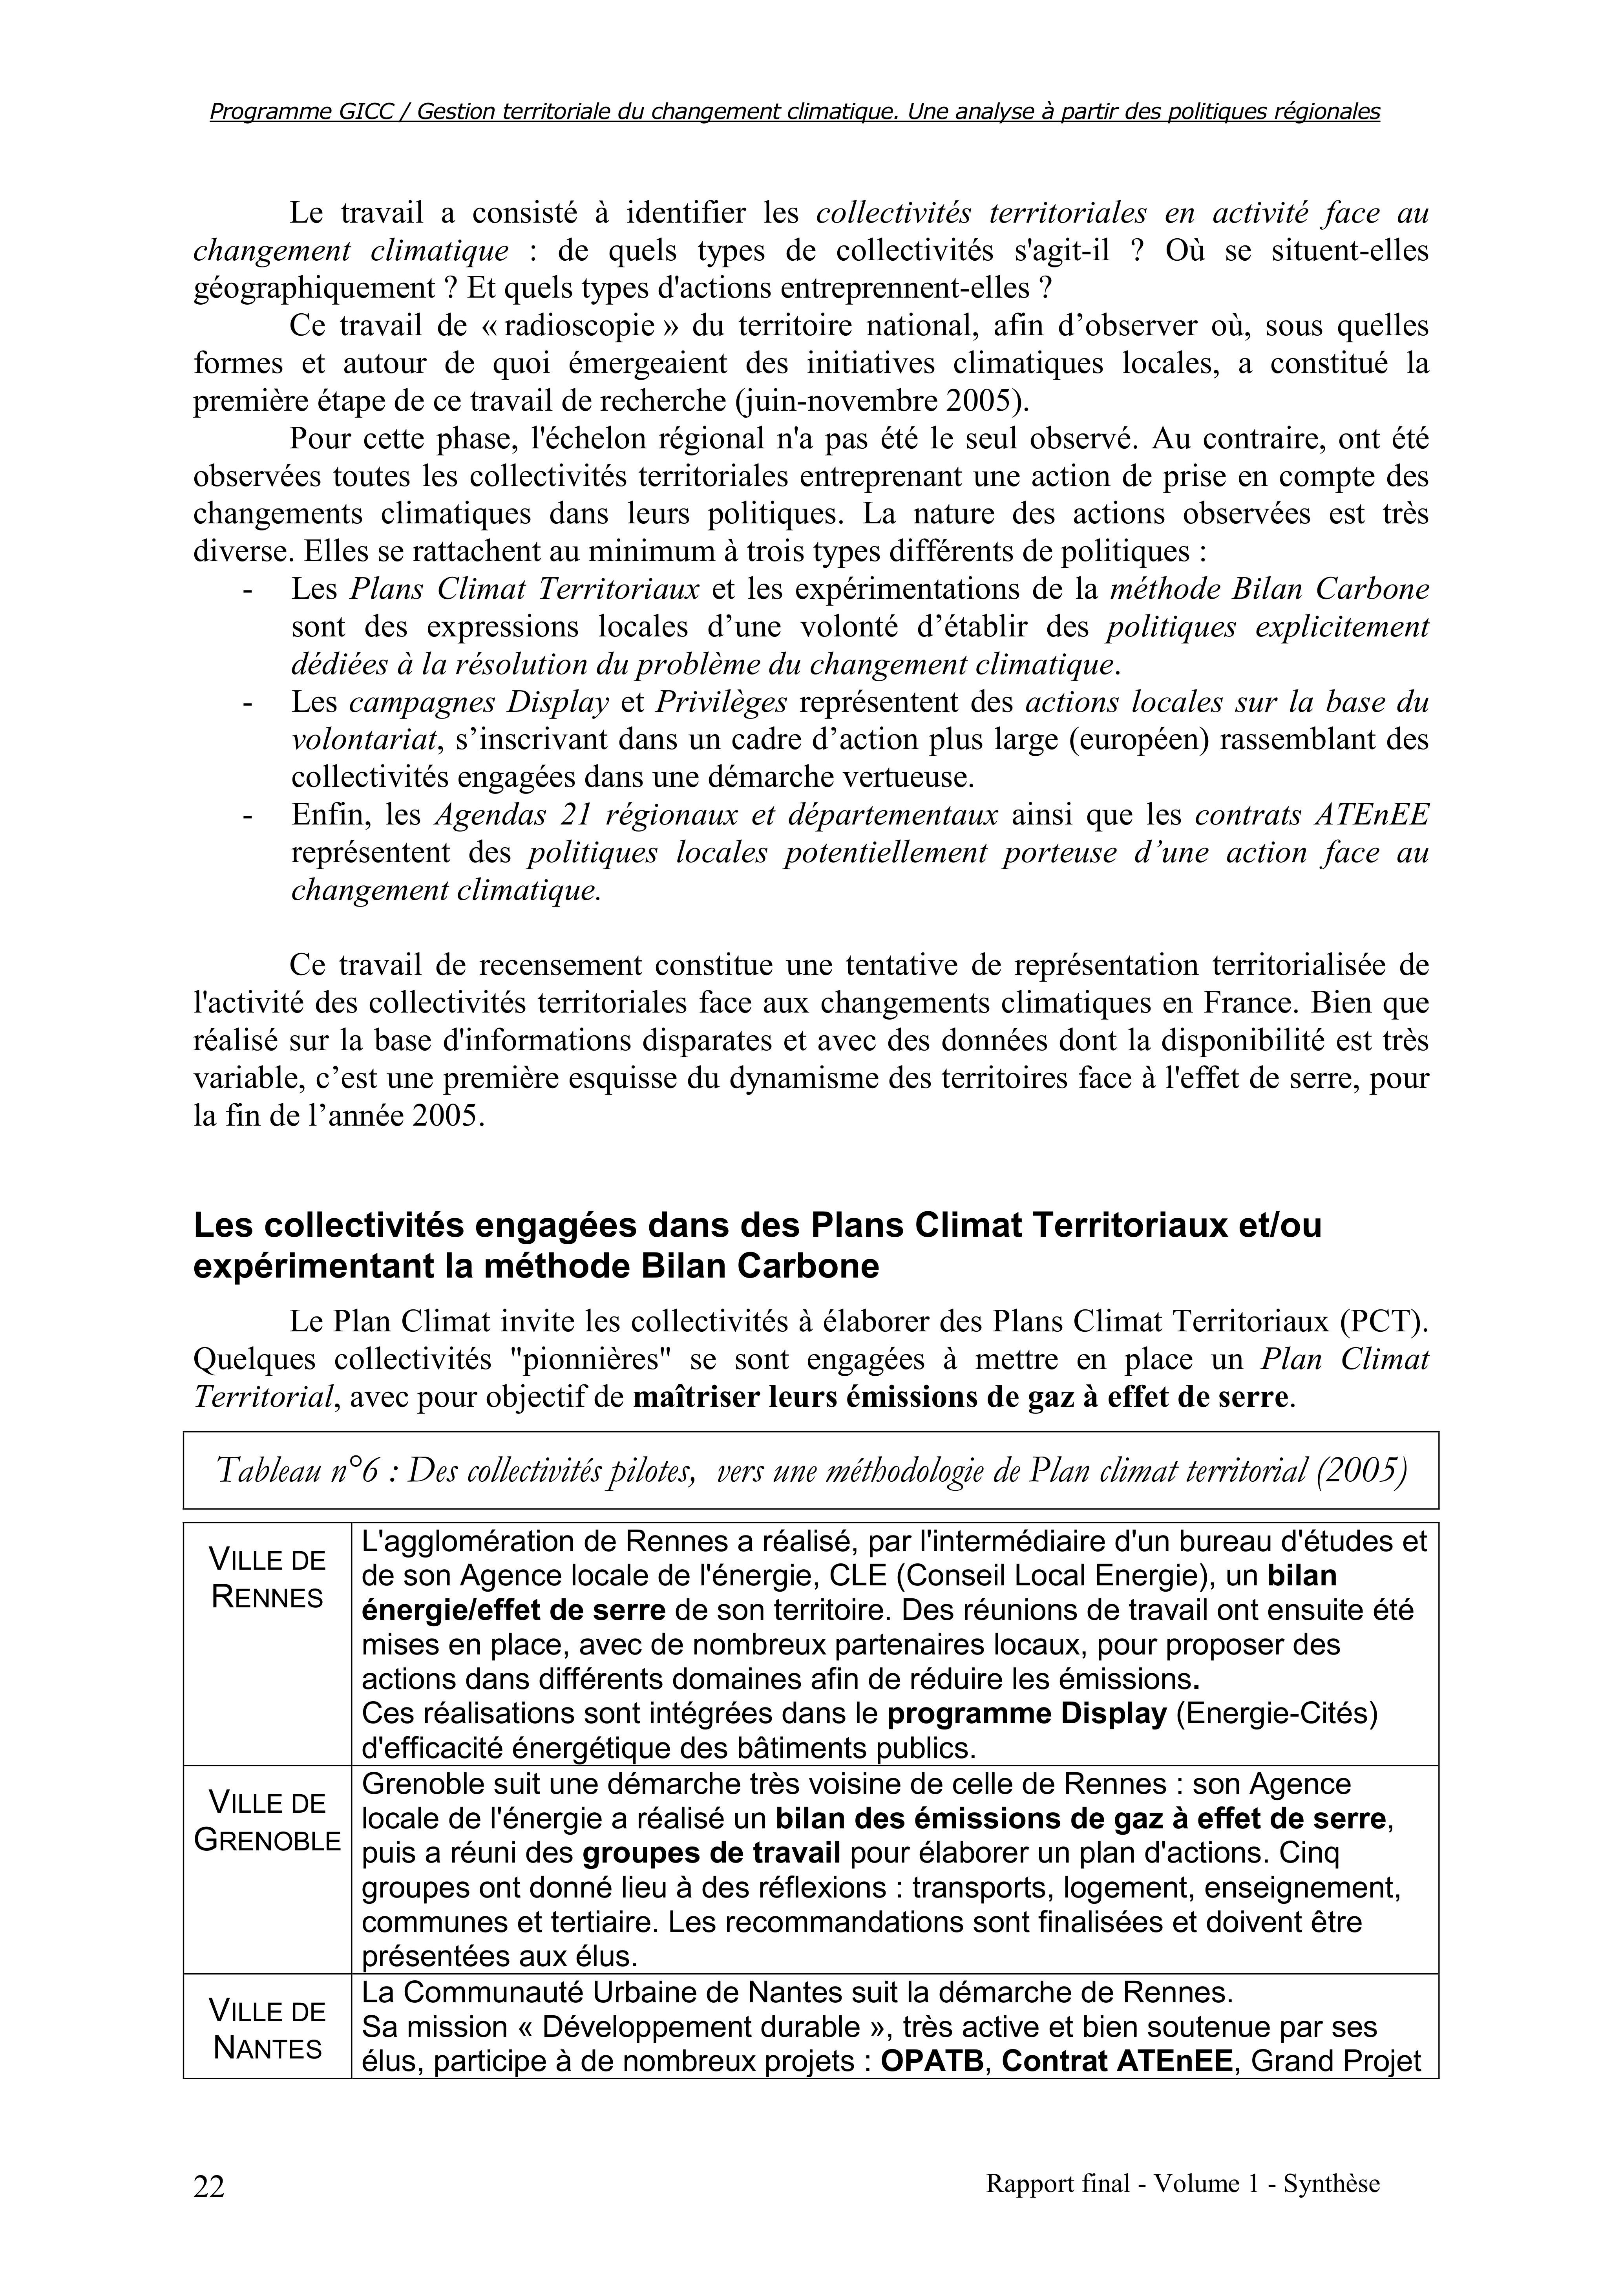 Programme GICC / Gestion territoriale du changement climatique. Une analyse à partir des politiques régionales
Le travail a consisté à identifier les collectivités territoriales en activité face au
changement climatique : de quels types de collectivités s'agit-il ? Où se situent-elles
géographiquement ? Et quels types d'actions entreprennent-elles ?
Ce travail de « radioscopie » du territoire national, afin d’observer où, sous quelles
formes et autour de quoi émergeaient des initiatives climatiques locales, a constitué la
première étape de ce travail de recherche (juin-novembre 2005).
Pour cette phase, l'échelon régional n'a pas été le seul observé. Au contraire, ont été
observées toutes les collectivités territoriales entreprenant une action de prise en compte des
changements climatiques dans leurs politiques. La nature des actions observées est très
diverse. Elles se rattachent au minimum à trois types différents de politiques :
- Les Plans Climat Territoriaux et les expérimentations de la méthode Bilan Carbone
sont des expressions locales d’une volonté d’établir des politiques explicitement
dédiées à la résolution du problème du changement climatique.
- Les campagnes Display et Privilèges représentent des actions locales sur la base du
volontariat, s’inscrivant dans un cadre d’action plus large (européen) rassemblant des
collectivités engagées dans une démarche vertueuse.
- Enfin, les Agendas 21 régionaux et départementaux ainsi que les contrats ATEnEE
représentent des politiques locales potentiellement porteuse d’une action face au
changement climatique.
Ce travail de recensement constitue une tentative de représentation territorialisée de
l'activité des collectivités territoriales face aux changements climatiques en France. Bien que
réalisé sur la base d'informations disparates et avec des données dont la disponibilité est très
variable, c’est une première esquisse du dynamisme des territoires face à l'effet de serre, pour
la fin de l’année 2005.
Les collectivités engagées dans des Plans Climat Territoriaux et/ou
expérimentant la méthode Bilan Carbone
Le Plan Climat invite les collectivités à élaborer des Plans Climat Territoriaux (PCT).
Quelques collectivités "pionnières" se sont engagées à mettre en place un Plan Climat
Territorial, avec pour objectif de maîtriser leurs émissions de gaz à effet de serre.
Tableau n°6 : Des collectivités pilotes, vers une méthodologie de Plan climat territorial (2005)
VILLE DE
RENNES
L'agglomération de Rennes a réalisé, par l'intermédiaire d'un bureau d'études et
de son Agence locale de l'énergie, CLE (Conseil Local Energie), un bilan
énergie/effet de serre de son territoire. Des réunions de travail ont ensuite été
mises en place, avec de nombreux partenaires locaux, pour proposer des
actions dans différents domaines afin de réduire les émissions.
Ces réalisations sont intégrées dans le programme Display (Energie-Cités)
d'efficacité énergétique des bâtiments publics.
VILLE DE
GRENOBLE
Grenoble suit une démarche très voisine de celle de Rennes : son Agence
locale de l'énergie a réalisé un bilan des émissions de gaz à effet de serre,
puis a réuni des groupes de travail pour élaborer un plan d'actions. Cinq
groupes ont donné lieu à des réflexions : transports, logement, enseignement,
communes et tertiaire. Les recommandations sont finalisées et doivent être
présentées aux élus.
VILLE DE
NANTES
La Communauté Urbaine de Nantes suit la démarche de Rennes.
Sa mission « Développement durable », très active et bien soutenue par ses
élus, participe à de nombreux projets : OPATB, Contrat ATEnEE, Grand Projet
22
Rapport final - Volume 1 - Synthèse